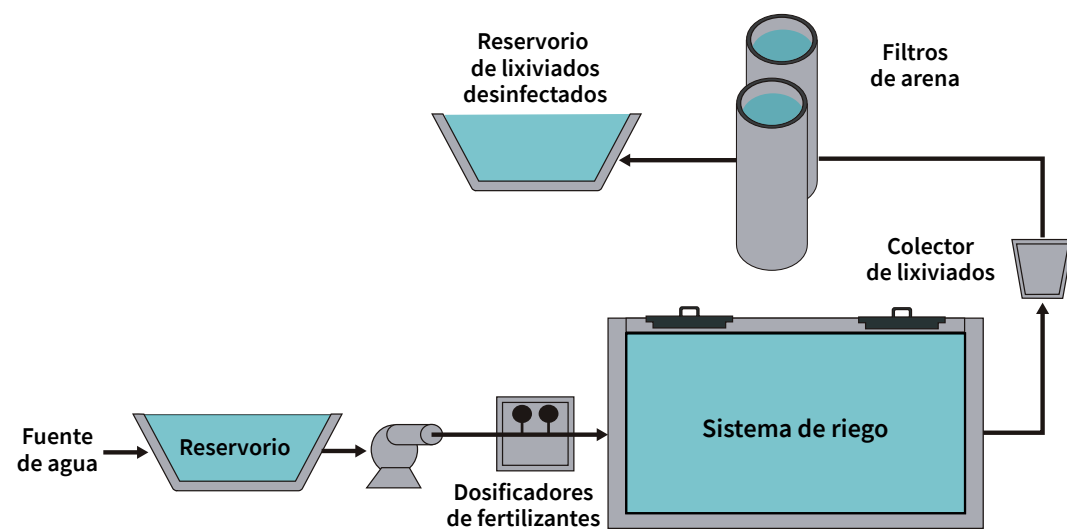 Reservorio
de lixiviados
desinfectados
Filtros
de arena
Colector
de lixiviados
Fuente
de agua
Reservorio
Dosificadores
de fertilizantes
Sistema de riego